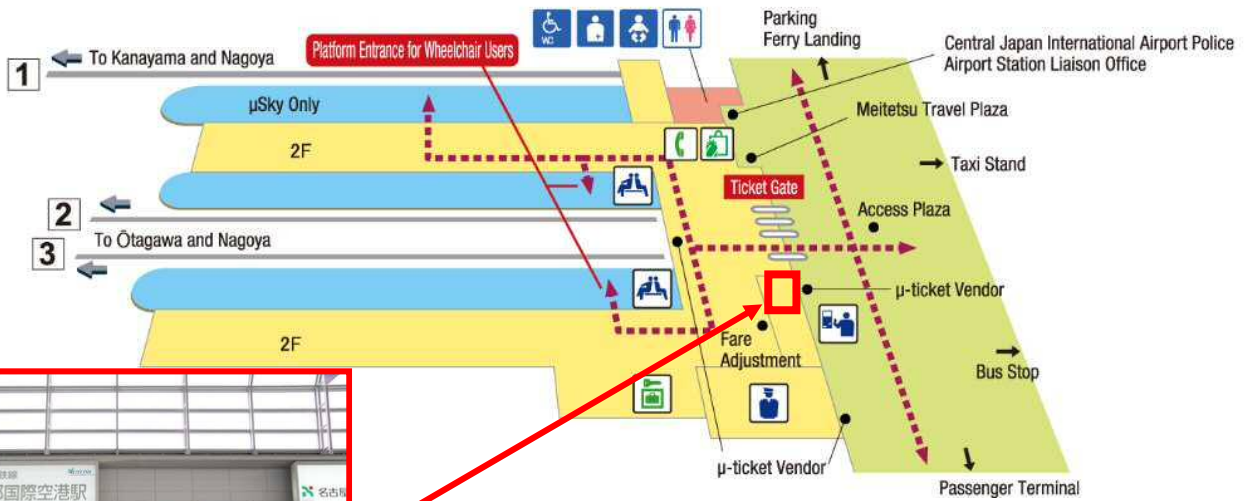 WC
Parking
Ferry Landing
Central Japan International Airport Police
Airport Station Liaison Office
Platform Entrance for Wheelchair Users
1
To Kanayama and Nagoya
μSky Only
Meitetsu Travel Plaza
2F
Taxi Stand
Ticket Gate
2
Access Plaza
To Ōtagawa and Nagoya
3
μ-ticket Vendor
2F
Fare
Adjustment
Bus Stop
μ-ticket Vendor
Passenger Terminal
国際空港駅
名古屋